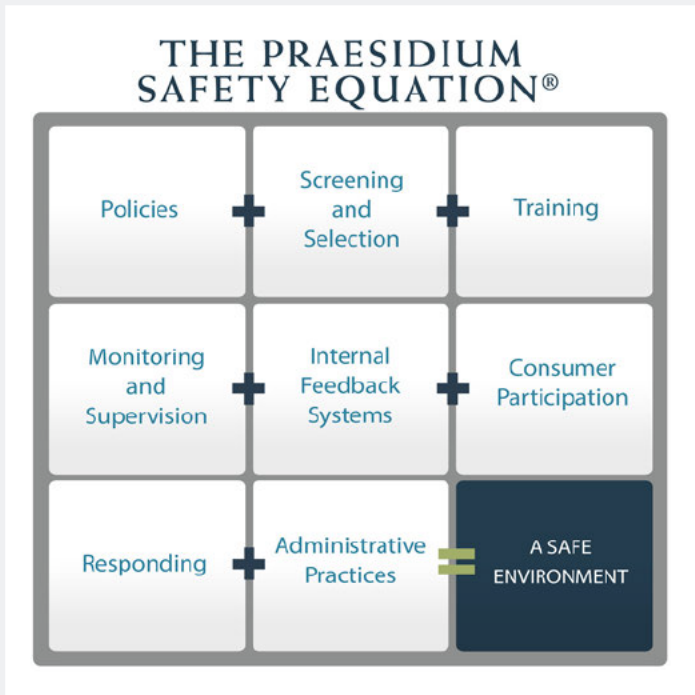 THE PRAESIDIUM
SAFETY EQUATION®
Policies
+
Screening
and
Selection
+
Training
Monitoring
and
Supervision
+
Internal
Feedback
Systems
+
Consumer
Participation
Responding
+
Administrative
Practices
=
A SAFE
ENVIRONMENT